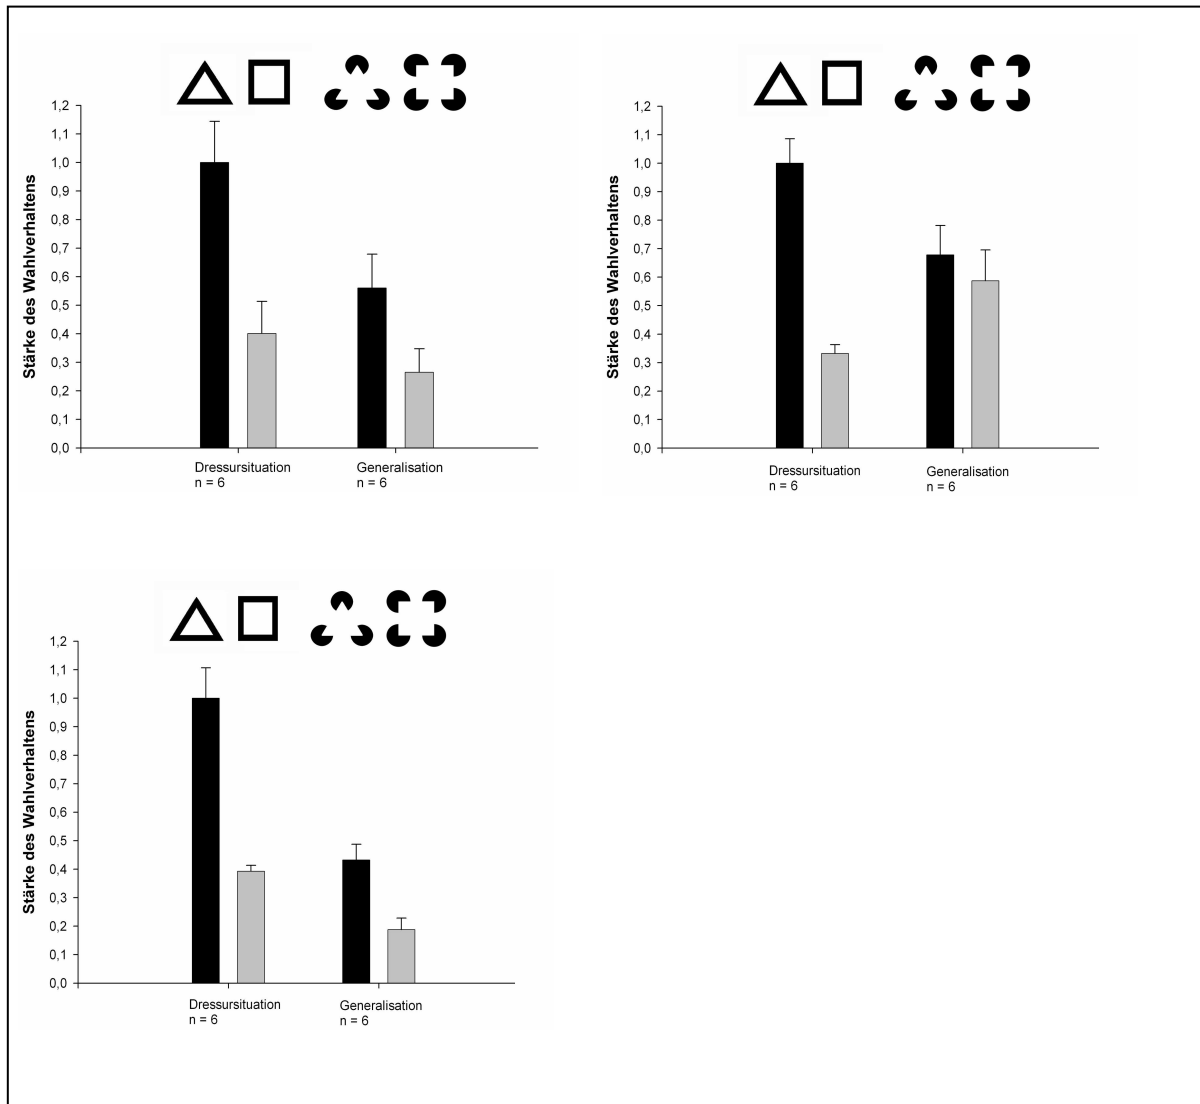 1,2
1,1
1,0
0,9
0,8
0,7
0,6
0,5
0,4
0,3
0,2
0,1
0,0
Stärke des Wahlverhaltens
Dressursituation
n = 6
Generalisation
n = 6
1,2
1,1
1,0
0,9
0,8
0,7
0,6
0,5
0,4
0,3
0,2
0,1
0,0
Stärke des Wahlverhaltens
Dressursituation
n = 6
Generalisation
n = 6
1,2
1,1
1,0
0,9
0,8
0,7
0,6
0,5
0,4
0,3
0,2
0,1
0,0
Stärke des Wahlverhaltens
Dressursituation
n = 6
Generalisation
n = 6